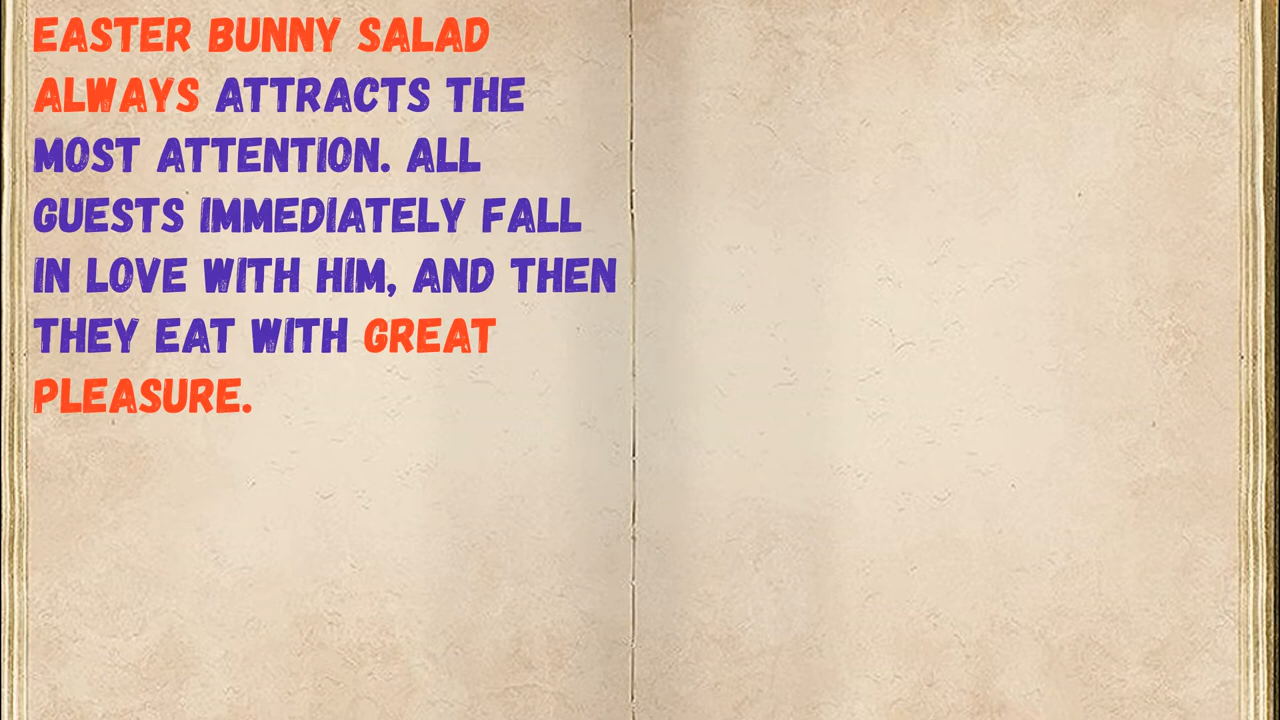 EASTER BUNNY SALAD
ALWAYS ATTRACTS THE
MOST ATTENTION. ALL
GUESTS IMMEDIATELY FALL
IN LOVE WITH HIM, AND THEN
THEY EAT WITH GREAT
PLEASURE.